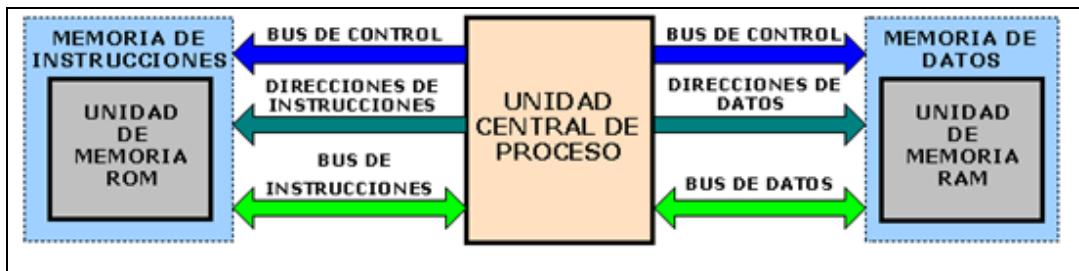 MEMORIA DE
INSTRUCCIONES
UNIDAD
DE
MEMORIA
ROM
BUS DE CONTROL
DIRECCIONES DE
INSTRUCCIONES
BUS DE
INSTRUCCIONES
UNIDAD
CENTRAL DE
PROCESO
BUS DE CONTROL
DIRECCIONES DE
DATOS
BUS DE DATOS
MEMORIA DE
DATOS
UNIDAD
DE
MEMORIA
RAM